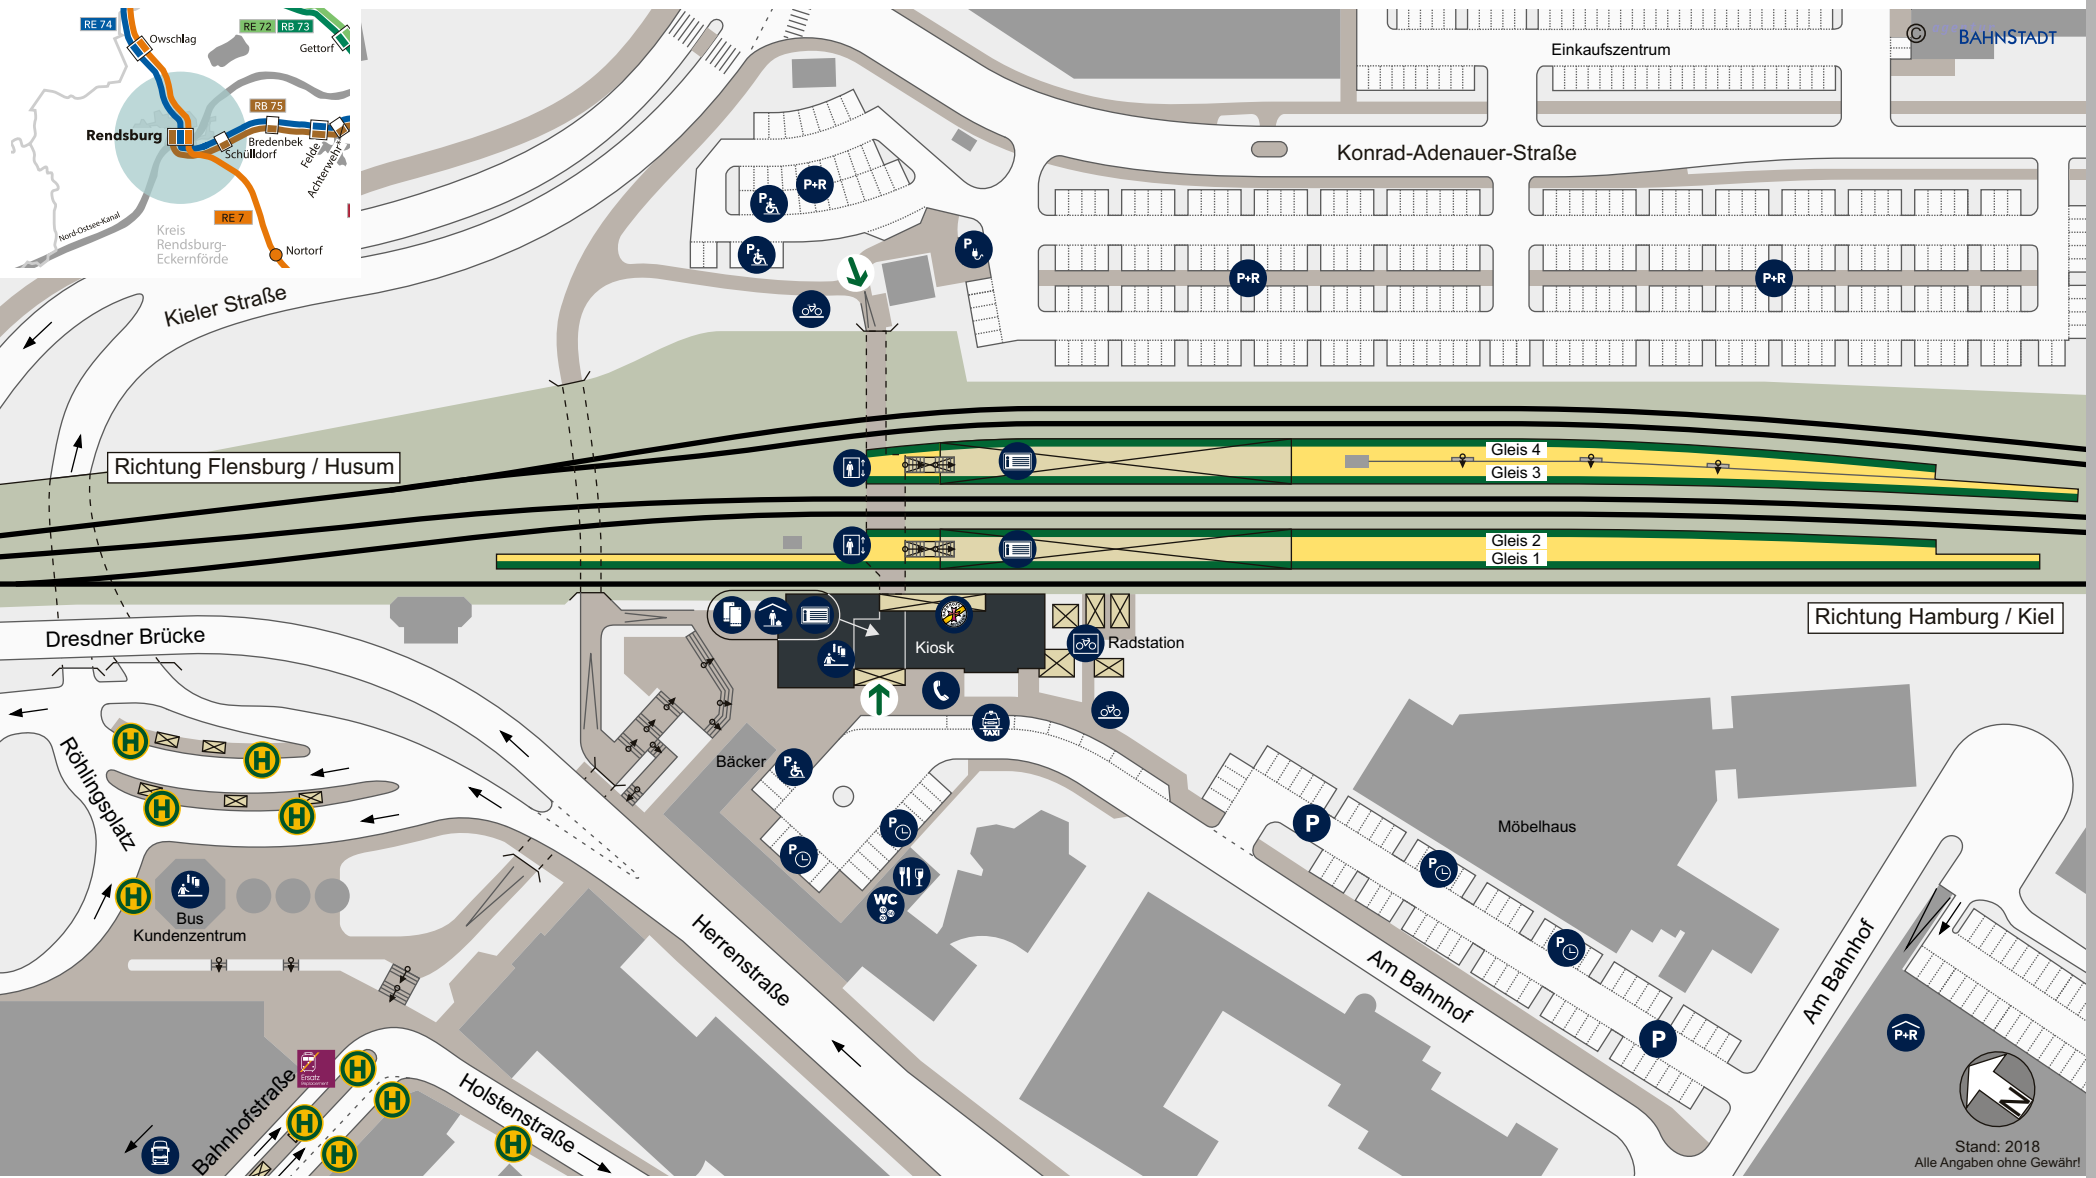 RE 74
Owschlag
RE 72
RB 73
Gettorf
RB 75
Rendsburg
Bredenbek
Schülldorf
Felde
Achterwehr
RE 7
Nord-Ostsee-Kanal
Kreis
Rendsburg-
Eckernförde
Nortorf
© BAHNSTADT
Einkaufszentrum
Konrad-Adenauer-Straße
P+R
P
P
P
P+R
P+R
Kieler Straße
Richtung Flensburg / Husum
Gleis 4
Gleis 3
Gleis 2
Gleis 1
Richtung Hamburg / Kiel
Dresdner Brücke
Kiosk
Radstation
TAXI
Röhlingsplatz
H
H
H
H
H
Bäcker
P
P
P
WC
Bus
Kundenzentrum
Herrenstraße
Möbelhaus
P
P
P
P
Am Bahnhof
Am Bahnhof
P+R
Ersatz
Bahnhofstraße
Holstenstraße
H
H
H
H
H
N
Stand: 2018
Alle Angaben ohne Gewähr!